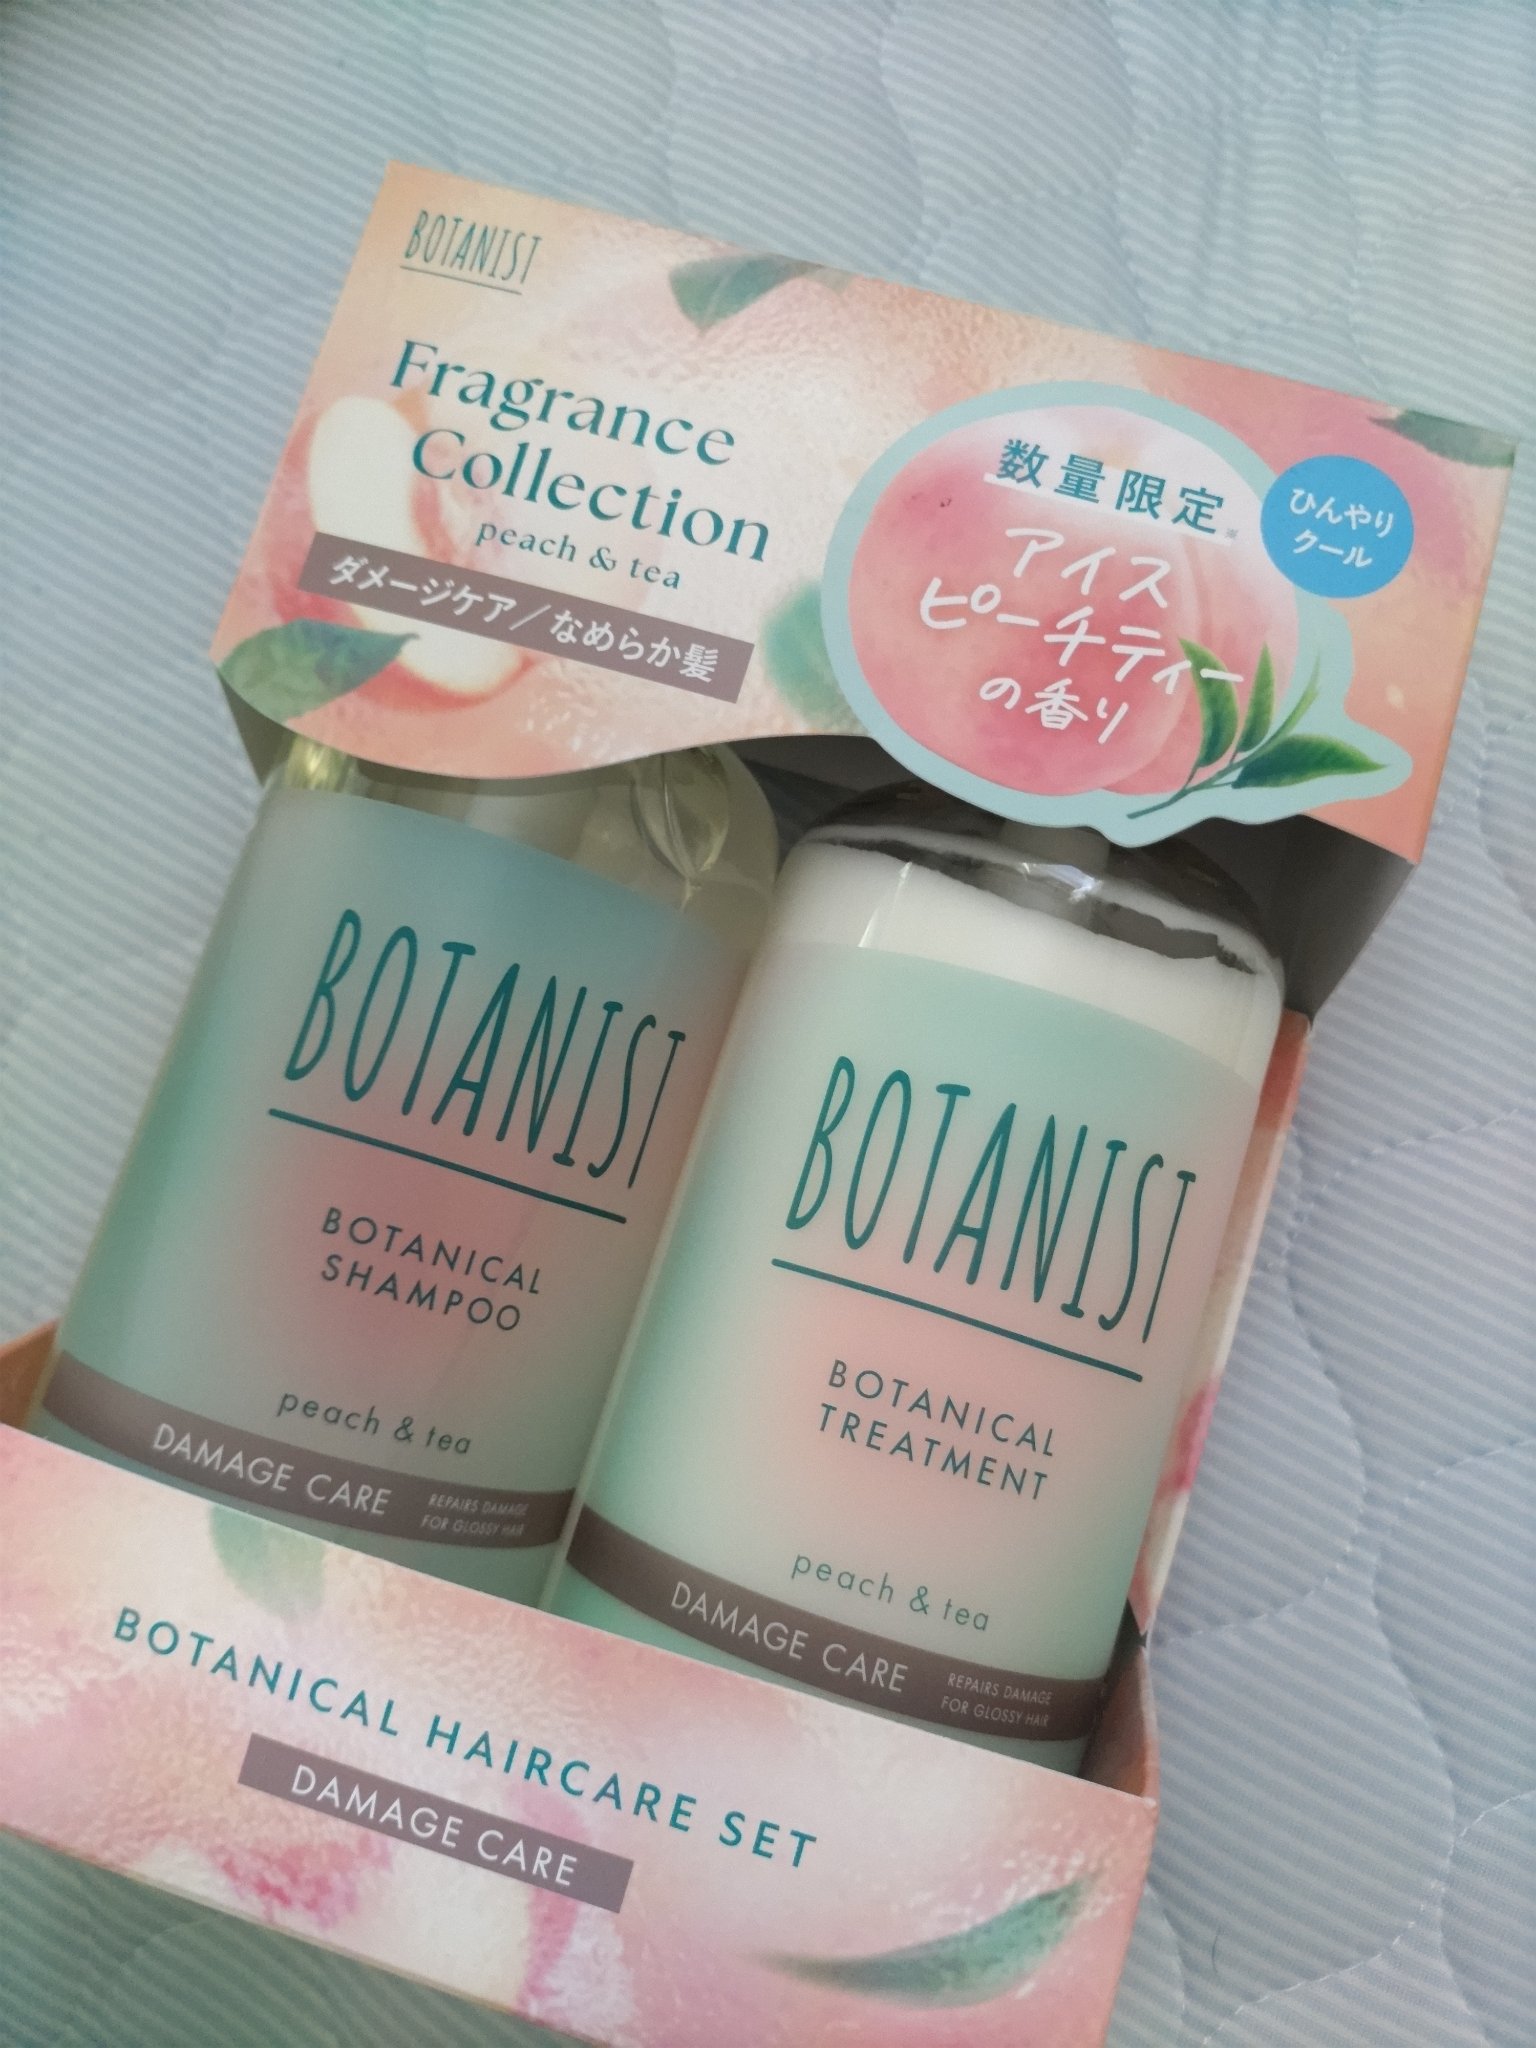 BOTANIST
Fragrance
Collection
peach & tea
ダメージケア/なめらか髪
数量限定※
アイス
ピーチティー
の香り
ひんやり
クール
BOTANIST
BOTANICAL
SHAMPOO
peach & tea
DAMAGE CARE
REPAIRS DAMAGE
FOR GLOSSY HAIR
BOTANIST
BOTANICAL
TREATMENT
peach & tea
DAMAGE CARE
REPAIRS DAMAGE
FOR GLOSSY HAIR
BOTANICAL HAIRCARE SET
DAMAGE CARE